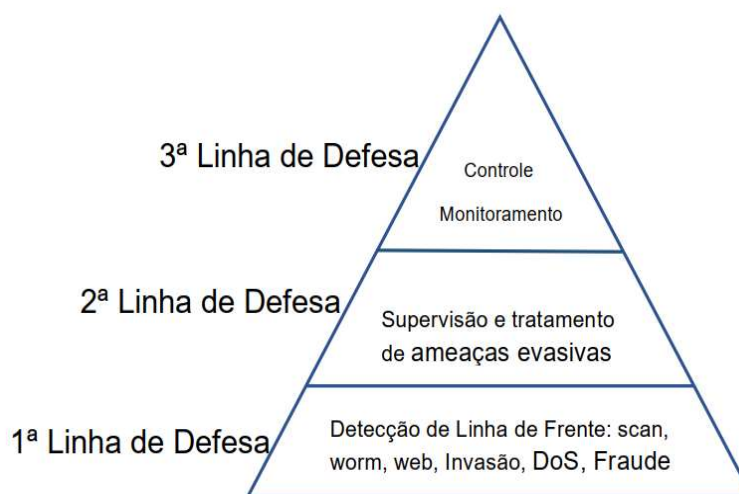 3ª Linha de Defesa
Controle
Monitoramento
2ª Linha de Defesa
Supervisão e tratamento
de ameaças evasivas
1ª Linha de Defesa
Detecção de Linha de Frente: scan,
worm, web, Invasão, DoS, Fraude